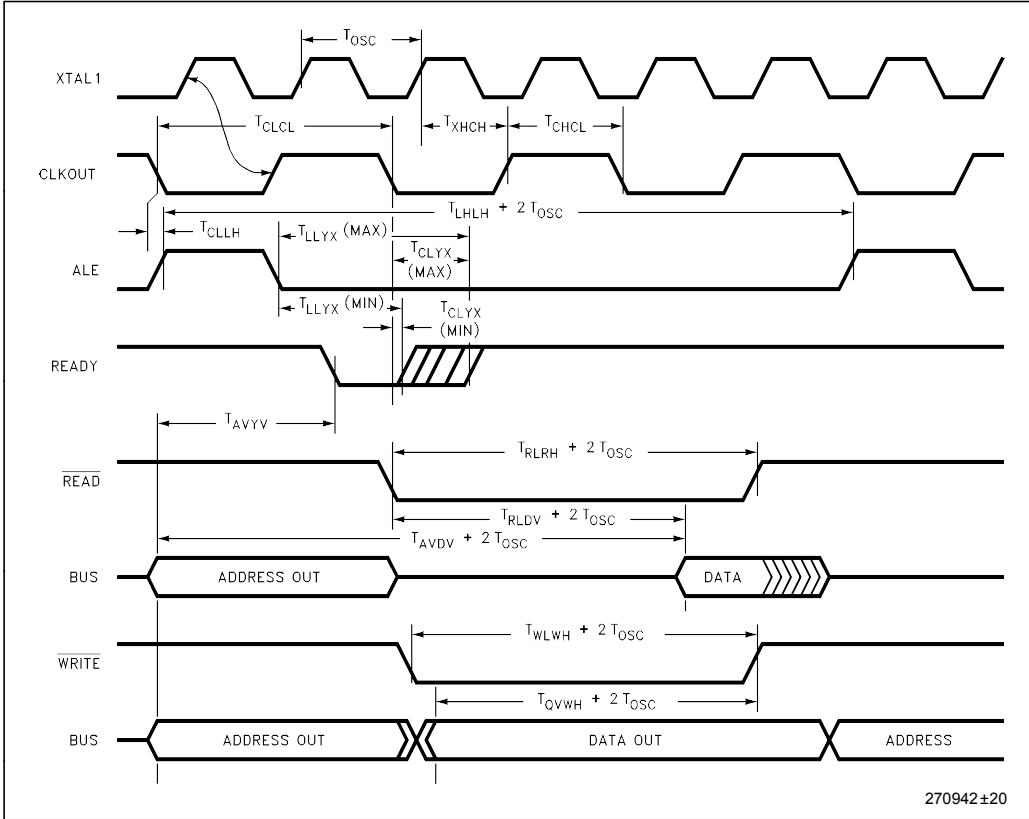 T_OSC
XTAL1
T_CLCL
T_XHCH
T_CHCL
CLKOUT
T_LHLH + 2 T_OSC
T_CLLH
T_LLYX (MAX)
T_CLYX
(MAX)
ALE
T_LLYX (MIN)
T_CLYX
(MIN)
READY
T_AVYV
T_RLRH + 2 T_OSC
READ
T_RLDV + 2 T_OSC
T_AVDV + 2 T_OSC
BUS
ADDRESS OUT
DATA
T_WLWH + 2 T_OSC
WRITE
T_QVWH + 2 T_OSC
BUS
ADDRESS OUT
DATA OUT
ADDRESS
270942±20